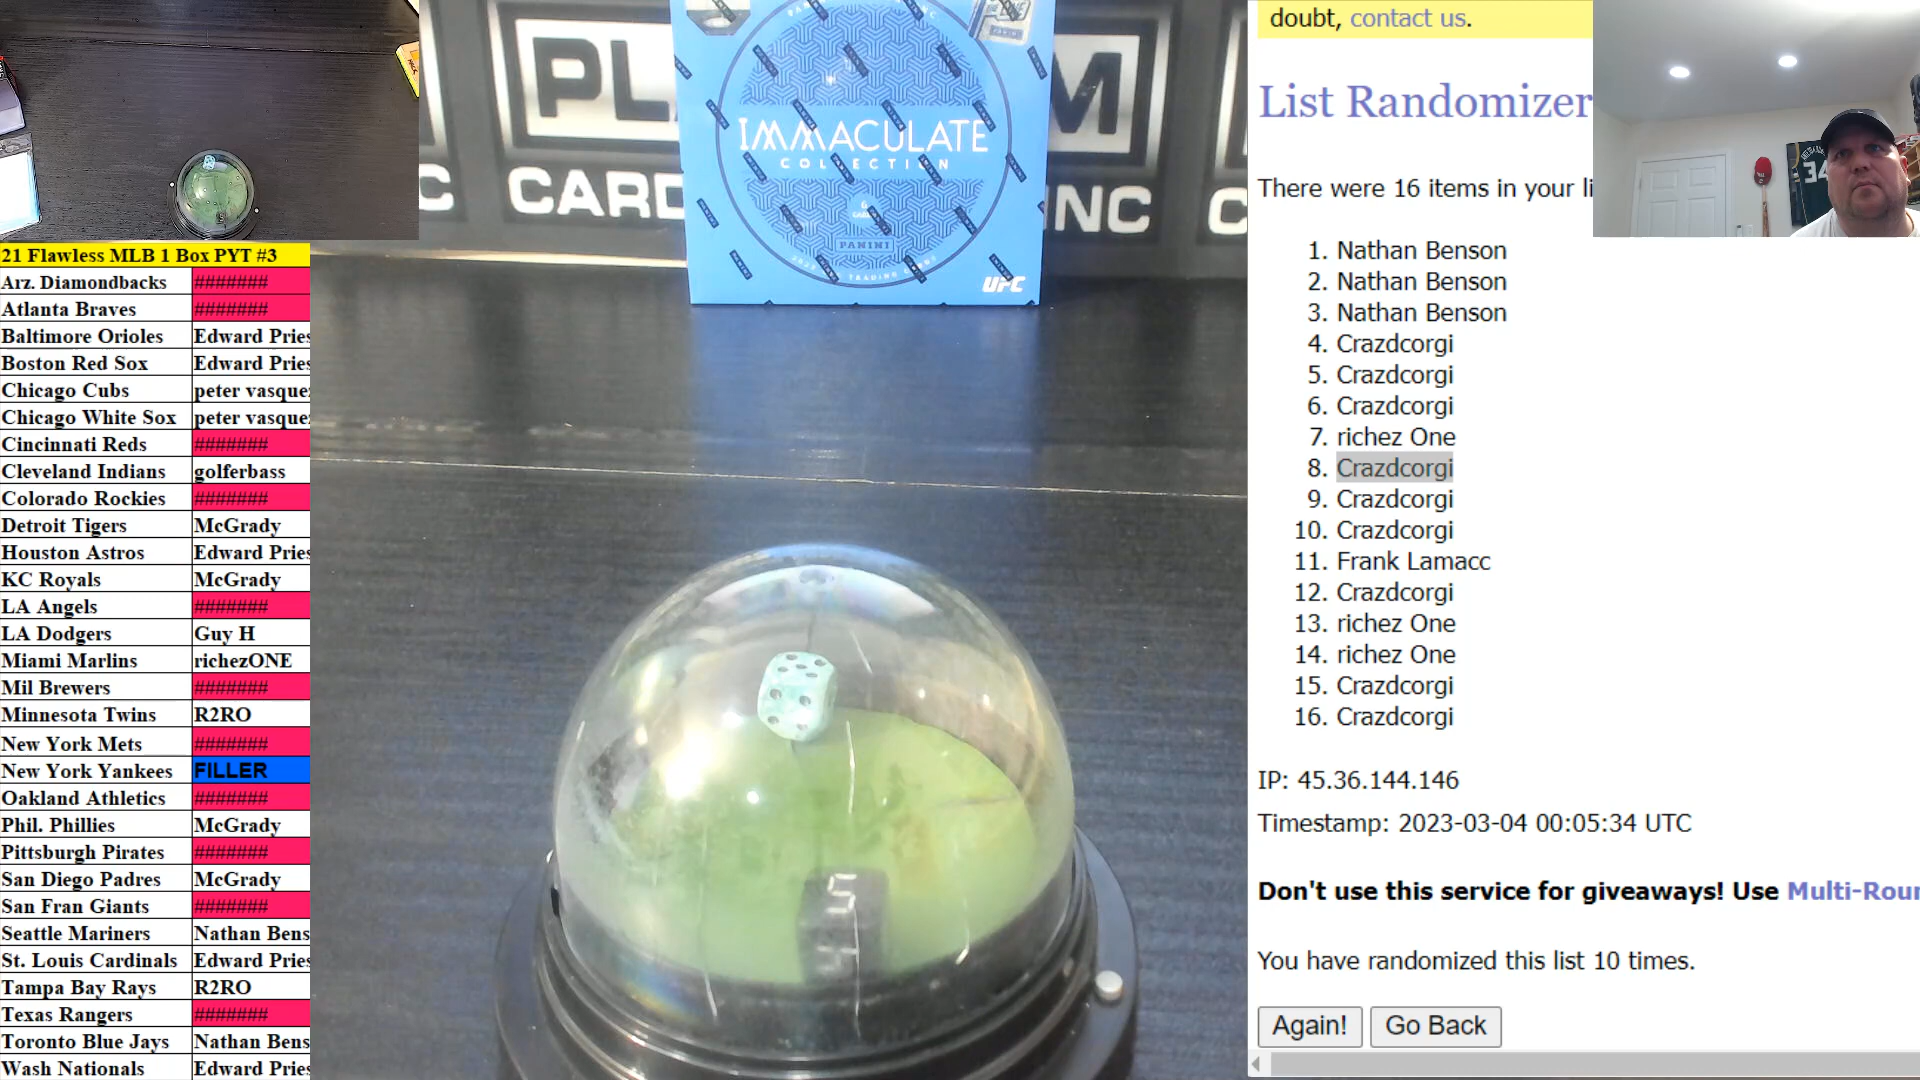 21 Flawless MLB 1 Box PYT #3
Arz. Diamondbacks #######
Atlanta Braves #######
Baltimore Orioles Edward Pries
Boston Red Sox Edward Pries
Chicago Cubs peter vasque
Chicago White Sox peter vasque
Cincinnati Reds #######
Cleveland Indians golferbass
Colorado Rockies #######
Detroit Tigers McGrady
Houston Astros Edward Pries
KC Royals McGrady
LA Angels #######
LA Dodgers Guy H
Miami Marlins richezONE
Mil Brewers #######
Minnesota Twins R2RO
New York Mets #######
New York Yankees FILLER
Oakland Athletics #######
Phil. Phillies McGrady
Pittsburgh Pirates #######
San Diego Padres McGrady
San Fran Giants #######
Seattle Mariners Nathan Bens
St. Louis Cardinals Edward Pries
Tampa Bay Rays R2RO
Texas Rangers #######
Toronto Blue Jays Nathan Bens
Wash Nationals Edward Pries
PL M
C CARD INC C
IMMACULATE
COLLECTION
PANINI
UFC
5
4
doubt, contact us.
List Randomizer
There were 16 items in your li
1. Nathan Benson
2. Nathan Benson
3. Nathan Benson
4. Crazdcorgi
5. Crazdcorgi
6. Crazdcorgi
7. richez One
8. Crazdcorgi
9. Crazdcorgi
10. Crazdcorgi
11. Frank Lamacc
12. Crazdcorgi
13. richez One
14. richez One
15. Crazdcorgi
16. Crazdcorgi
IP: 45.36.144.146
Timestamp: 2023-03-04 00:05:34 UTC
Don't use this service for giveaways! Use Multi-Roun
You have randomized this list 10 times.
Again! Go Back
34